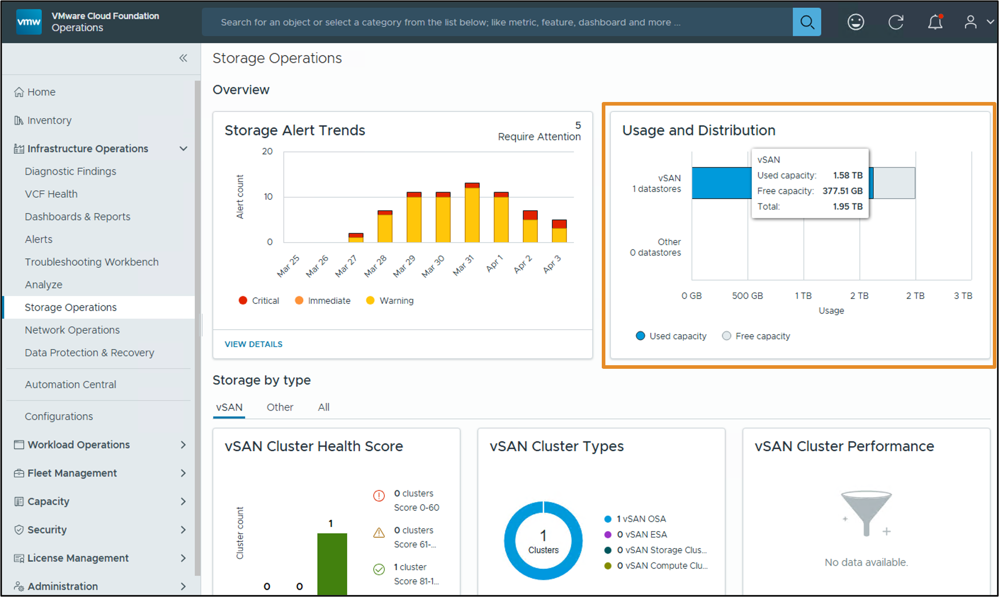 vmw
VMware Cloud Foundation
Operations
Search for an object or select a category from the list below; like metric, feature, dashboard and more ...
Home
Inventory
Infrastructure Operations
Diagnostic Findings
VCF Health
Dashboards & Reports
Alerts
Troubleshooting Workbench
Analyze
Storage Operations
Network Operations
Data Protection & Recovery
Automation Central
Configurations
Workload Operations
Fleet Management
Capacity
Security
License Management
Administration
Storage Operations
Overview
Storage Alert Trends
5
Require Attention
Alert count
20
10
0
Mar 25
Mar 26
Mar 27
Mar 28
Mar 29
Mar 30
Mar 31
Apr 1
Apr 2
Apr 3
Critical
Immediate
Warning
VIEW DETAILS
Usage and Distribution
vSAN
1 datastores
Other
0 datastores
vSAN
Used capacity: 1.58 TB
Free capacity: 377.51 GB
Total: 1.95 TB
0 GB
500 GB
1 TB
2 TB
2 TB
3 TB
Usage
Used capacity
Free capacity
Storage by type
vSAN
Other
All
vSAN Cluster Health Score
Cluster count
0
0
1
0 clusters
Score 0-60
0 clusters
Score 61-...
1 cluster
Score 81-1...
vSAN Cluster Types
1
Clusters
1 vSAN OSA
0 vSAN ESA
0 vSAN Storage Clus...
0 vSAN Compute Clu...
vSAN Cluster Performance
No data available.